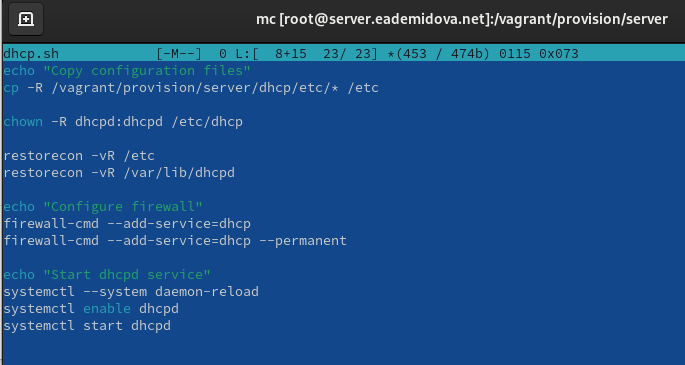 mc [root@server.eademidova.net]:/vagrant/provision/server
dhcp.sh [-M--] 0 L:[ 8+15 23/ 23] *(453 / 474b) 0115 0x073
echo "Copy configuration files"
cp -R /vagrant/provision/server/dhcp/etc/* /etc
chown -R dhcpd:dhcpd /etc/dhcp
restorecon -vR /etc
restorecon -vR /var/lib/dhcpd
echo "Configure firewall"
firewall-cmd --add-service=dhcp
firewall-cmd --add-service=dhcp --permanent
echo "Start dhcpd service"
systemctl --system daemon-reload
systemctl enable dhcpd
systemctl start dhcpd